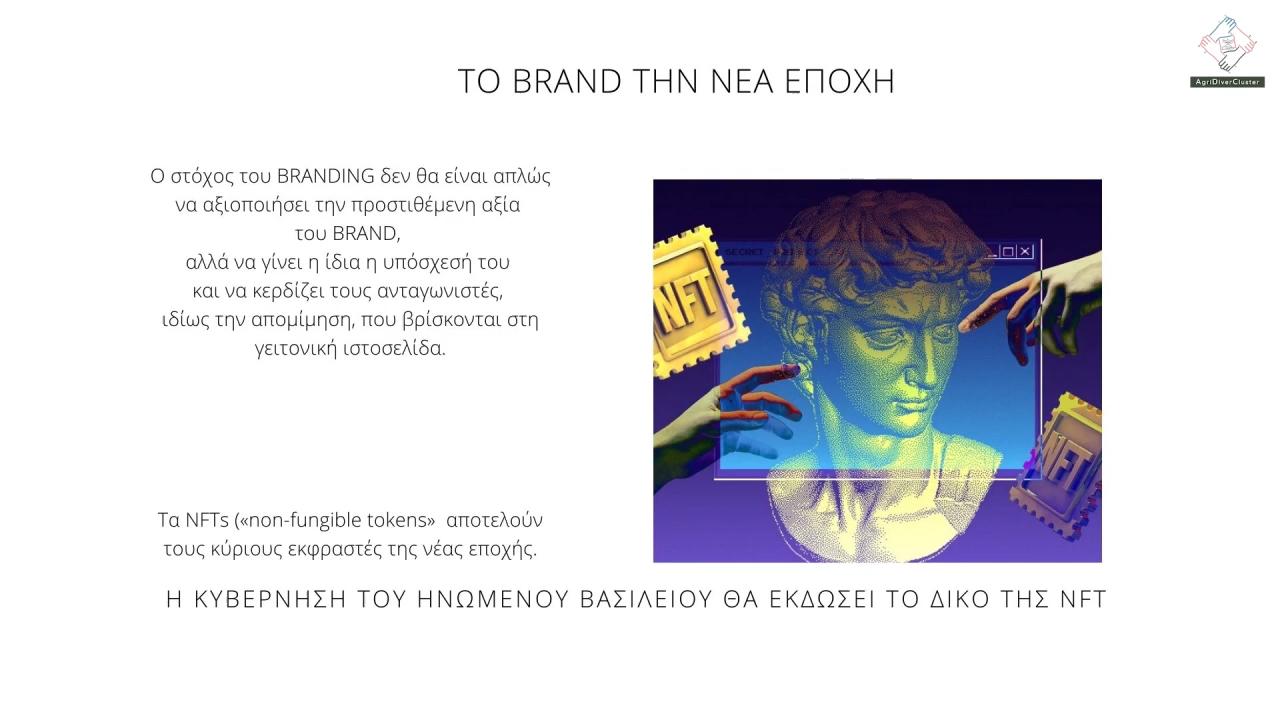 AgriDiverCluster
ΤΟ BRAND ΤΗΝ ΝΕΑ ΕΠΟΧΗ
Ο στόχος του BRANDING δεν θα είναι απλώς
να αξιοποιήσει την προστιθέμενη αξία
του BRAND,
αλλά να γίνει η ίδια η υπόσχεσή του
και να κερδίζει τους ανταγωνιστές,
ιδίως την απομίμηση, που βρίσκονται στη
γειτονική ιστοσελίδα.
SECRET
NFT
NFT
Τα NFTs («non-fungible tokens»  αποτελούν
τους κύριους εκφραστές της νέας εποχής.
Η ΚΥΒΕΡΝΗΣΗ ΤΟΥ ΗΝΩΜΕΝΟΥ ΒΑΣΙΛΕΙΟΥ ΘΑ ΕΚΔΩΣΕΙ ΤΟ ΔΙΚΟ ΤΗΣ NFT